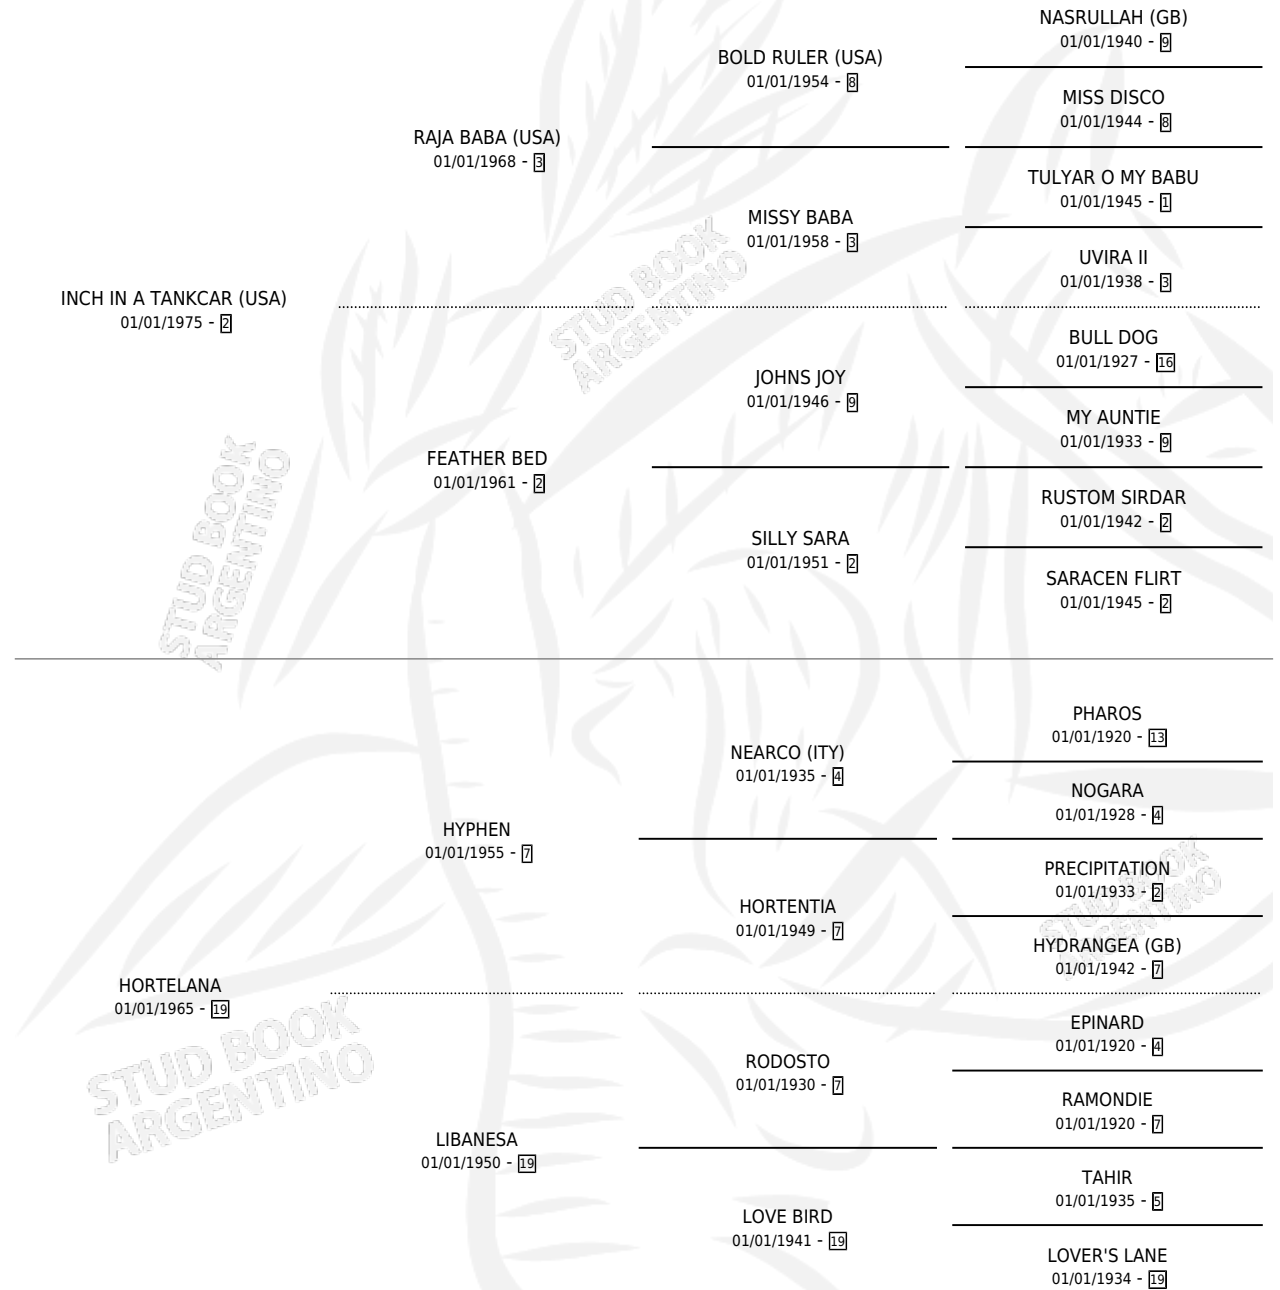 NASRULLAH (GB)
01/01/1940 - 9
BOLD RULER (USA)
01/01/1954 - 8
MISS DISCO
01/01/1944 - 8
RAJA BABA (USA)
01/01/1968 - 3
TULYAR O MY BABU
01/01/1945 - 1
MISSY BABA
01/01/1958 - 3
UVIRA II
01/01/1938 - 3
INCH IN A TANKCAR (USA)
01/01/1975 - 2
STUD BOOK
ARGENTINO
BULL DOG
01/01/1927 - 16
JOHNS JOY
01/01/1946 - 9
MY AUNTIE
01/01/1933 - 9
FEATHER BED
01/01/1961 - 2
RUSTOM SIRDAR
01/01/1942 - 2
SILLY SARA
01/01/1951 - 2
SARACEN FLIRT
01/01/1945 - 2
STUD BOOK
ARGENTINO
PHAROS
01/01/1920 - 13
NEARCO (ITY)
01/01/1935 - 4
NOGARA
01/01/1928 - 4
HYPHEN
01/01/1955 - 7
PRECIPITATION
01/01/1933 - 2
HORTENTIA
01/01/1949 - 7
STUD BOOK
ARGENTINO
HYDRANGEA (GB)
01/01/1942 - 7
HORTELANA
01/01/1965 - 19
EPINARD
01/01/1920 - 4
RODOSTO
01/01/1930 - 7
RAMONDIE
01/01/1920 - 7
STUD BOOK
ARGENTINO
LIBANESA
01/01/1950 - 19
TAHIR
01/01/1935 - 5
LOVE BIRD
01/01/1941 - 19
LOVER'S LANE
01/01/1934 - 19